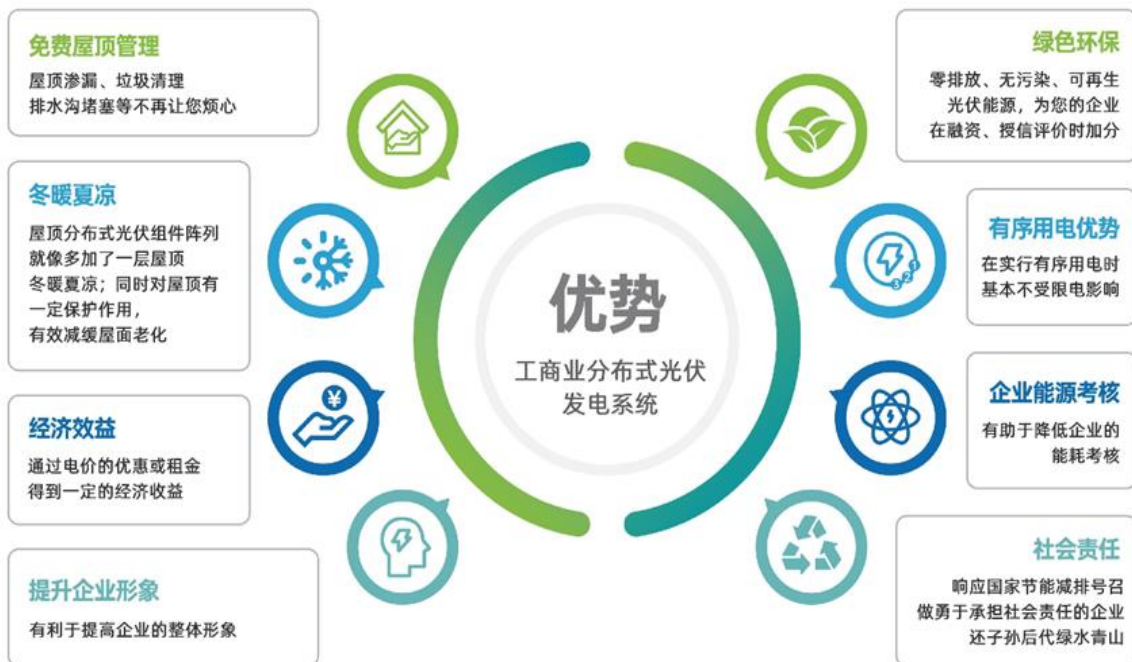 免费屋顶管理
屋顶渗漏、垃圾清理
排水沟堵塞等不再让您烦心
冬暖夏凉
屋顶分布式光伏组件阵列
就像多加了一层屋顶
冬暖夏凉；同时对屋顶有
一定保护作用，
有效减缓屋面老化
经济效益
通过电价的优惠或租金
得到一定的经济收益
提升企业形象
有利于提高企业的整体形象
¥
优势
工商业分布式光伏
发电系统
绿色环保
零排放、无污染、可再生
光伏能源，为您的企业
在融资、授信评价时加分
有序用电优势
在实行有序用电时
基本不受限电影响
1
2
3
企业能源考核
有助于降低企业的
能耗考核
社会责任
响应国家节能减排号召
做勇于承担社会责任的企业
还子孙后代绿水青山